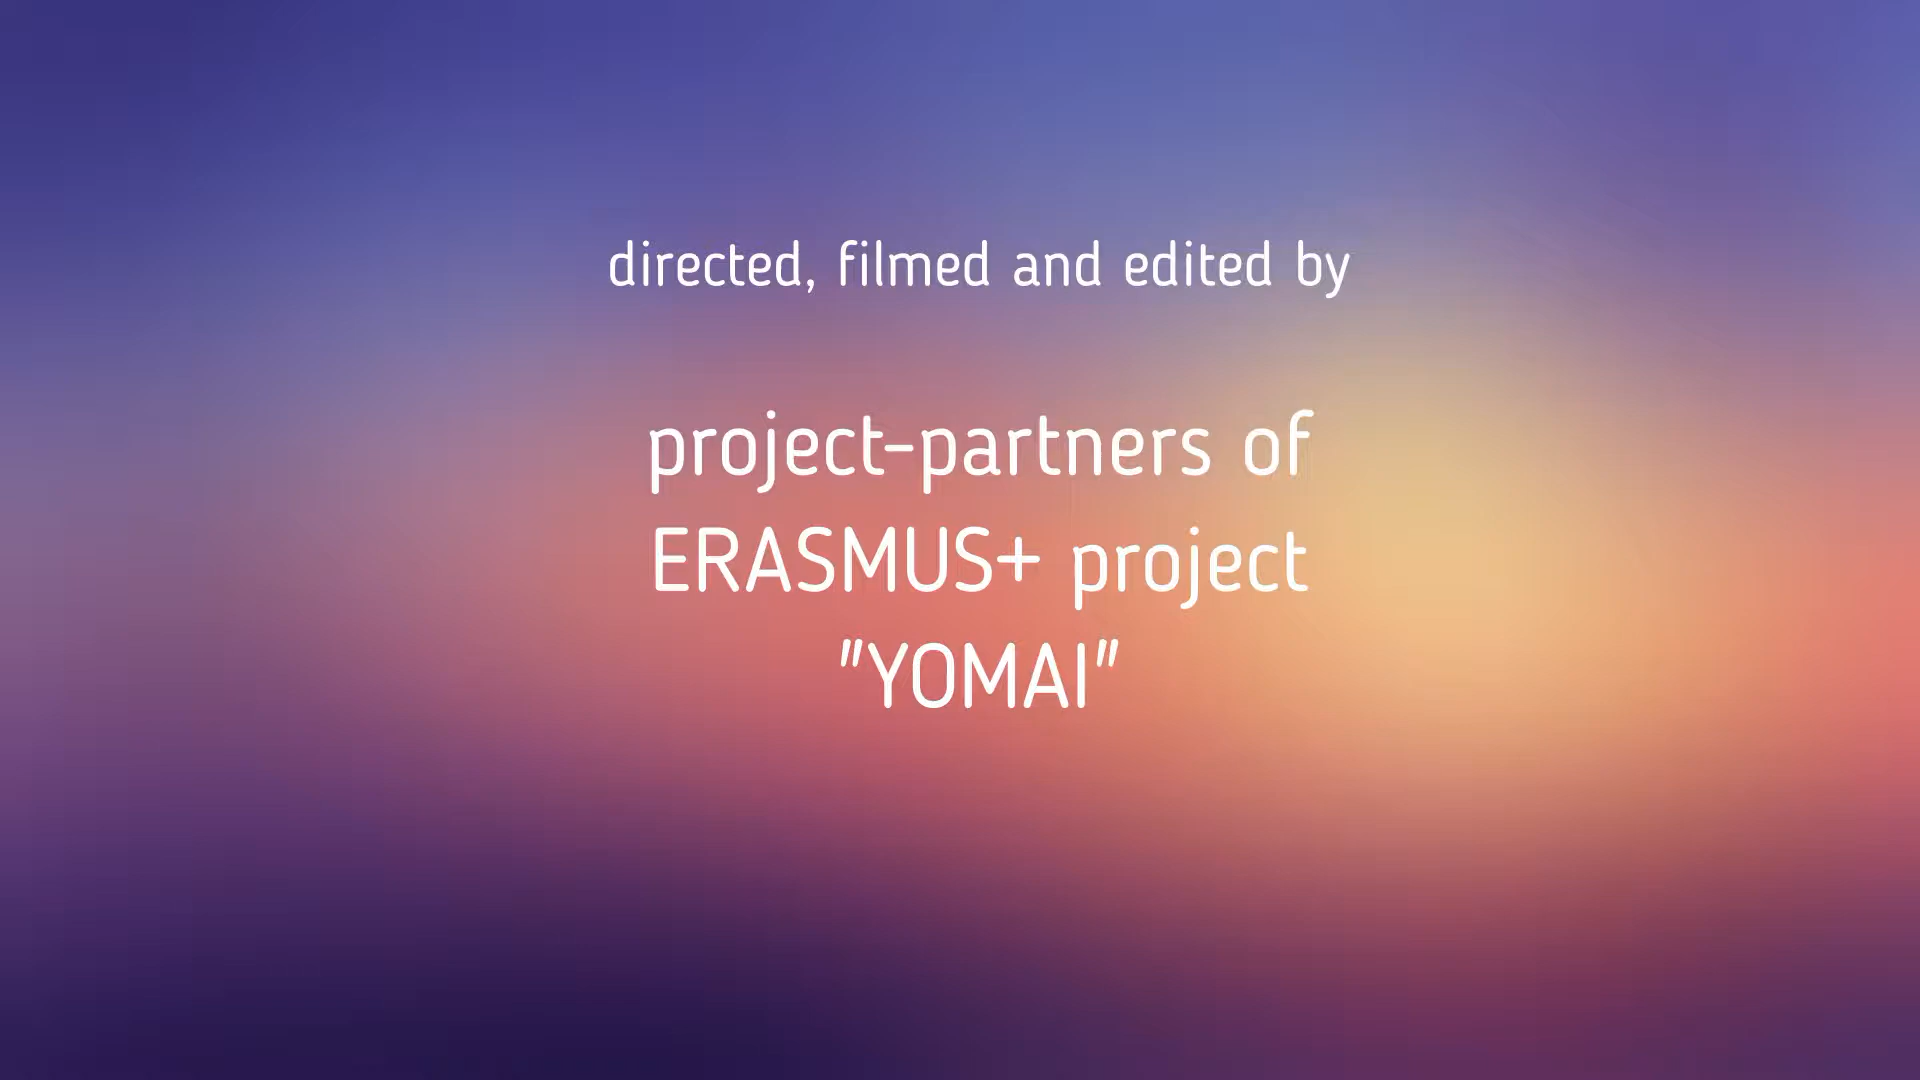 directed, filmed and edited by
project-partners of
ERASMUS+ project
"YOMAI"